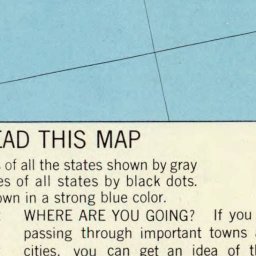 EAD THIS MAP
of all the states shown by gray
es of all states by black dots.
own in a strong blue color.
WHERE ARE YOU GOING? If you
passing through important towns
cities, you can get an idea of th